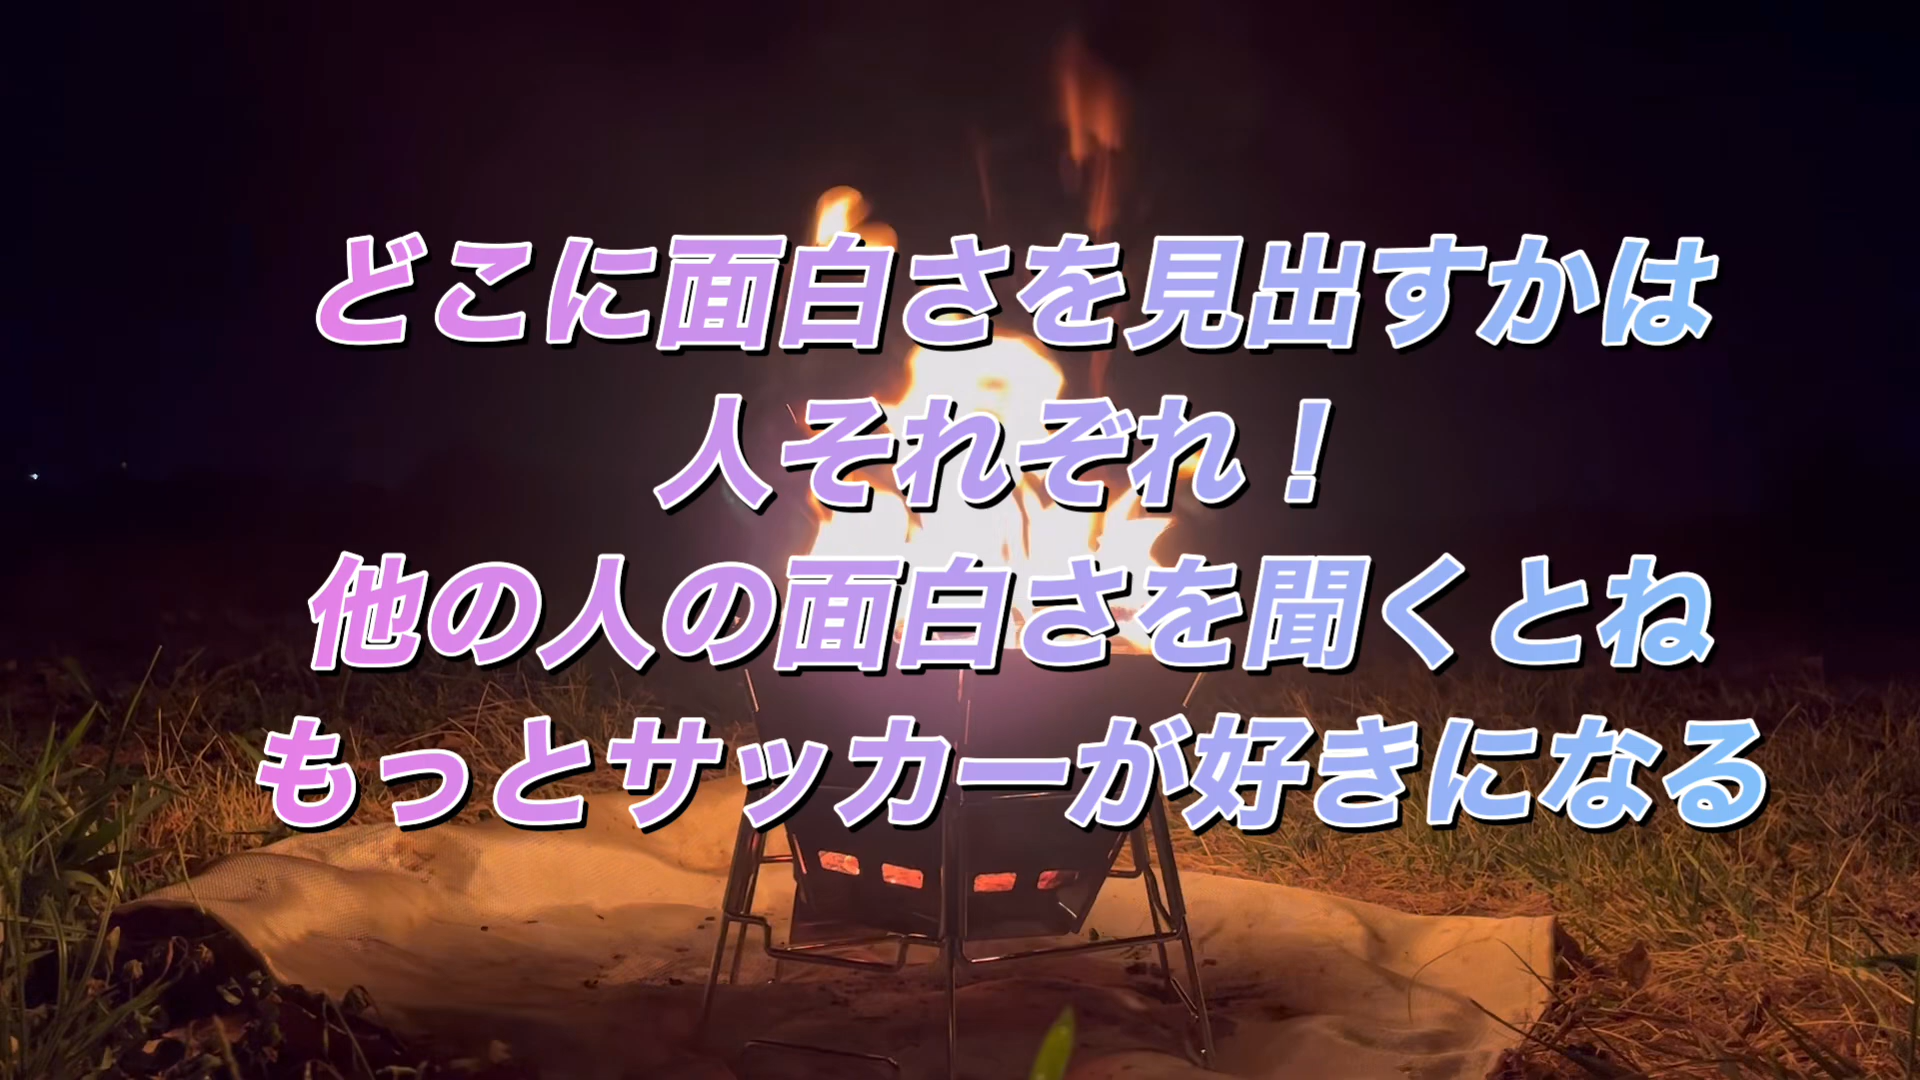 どこに面白さを見出すかは
人それぞれ！
他の人の面白さを聞くとね
もっとサッカーが好きになる